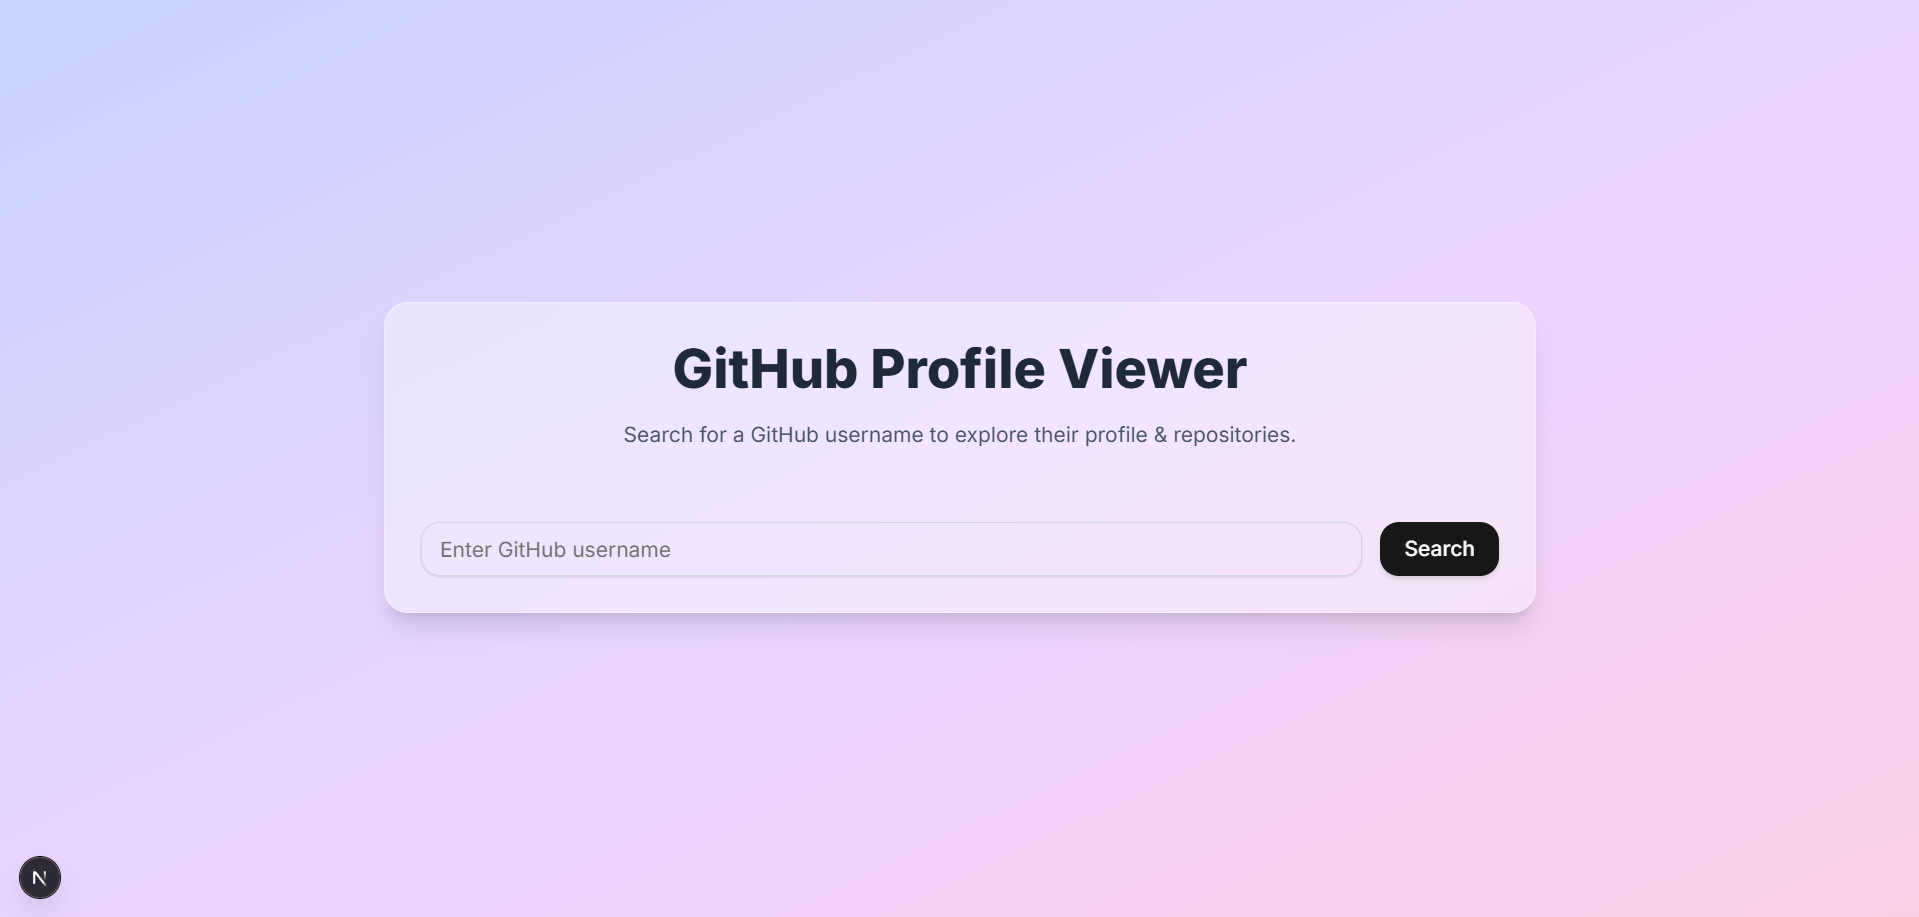 GitHub Profile Viewer
Search for a GitHub username to explore their profile & repositories.
Enter GitHub username
Search
N